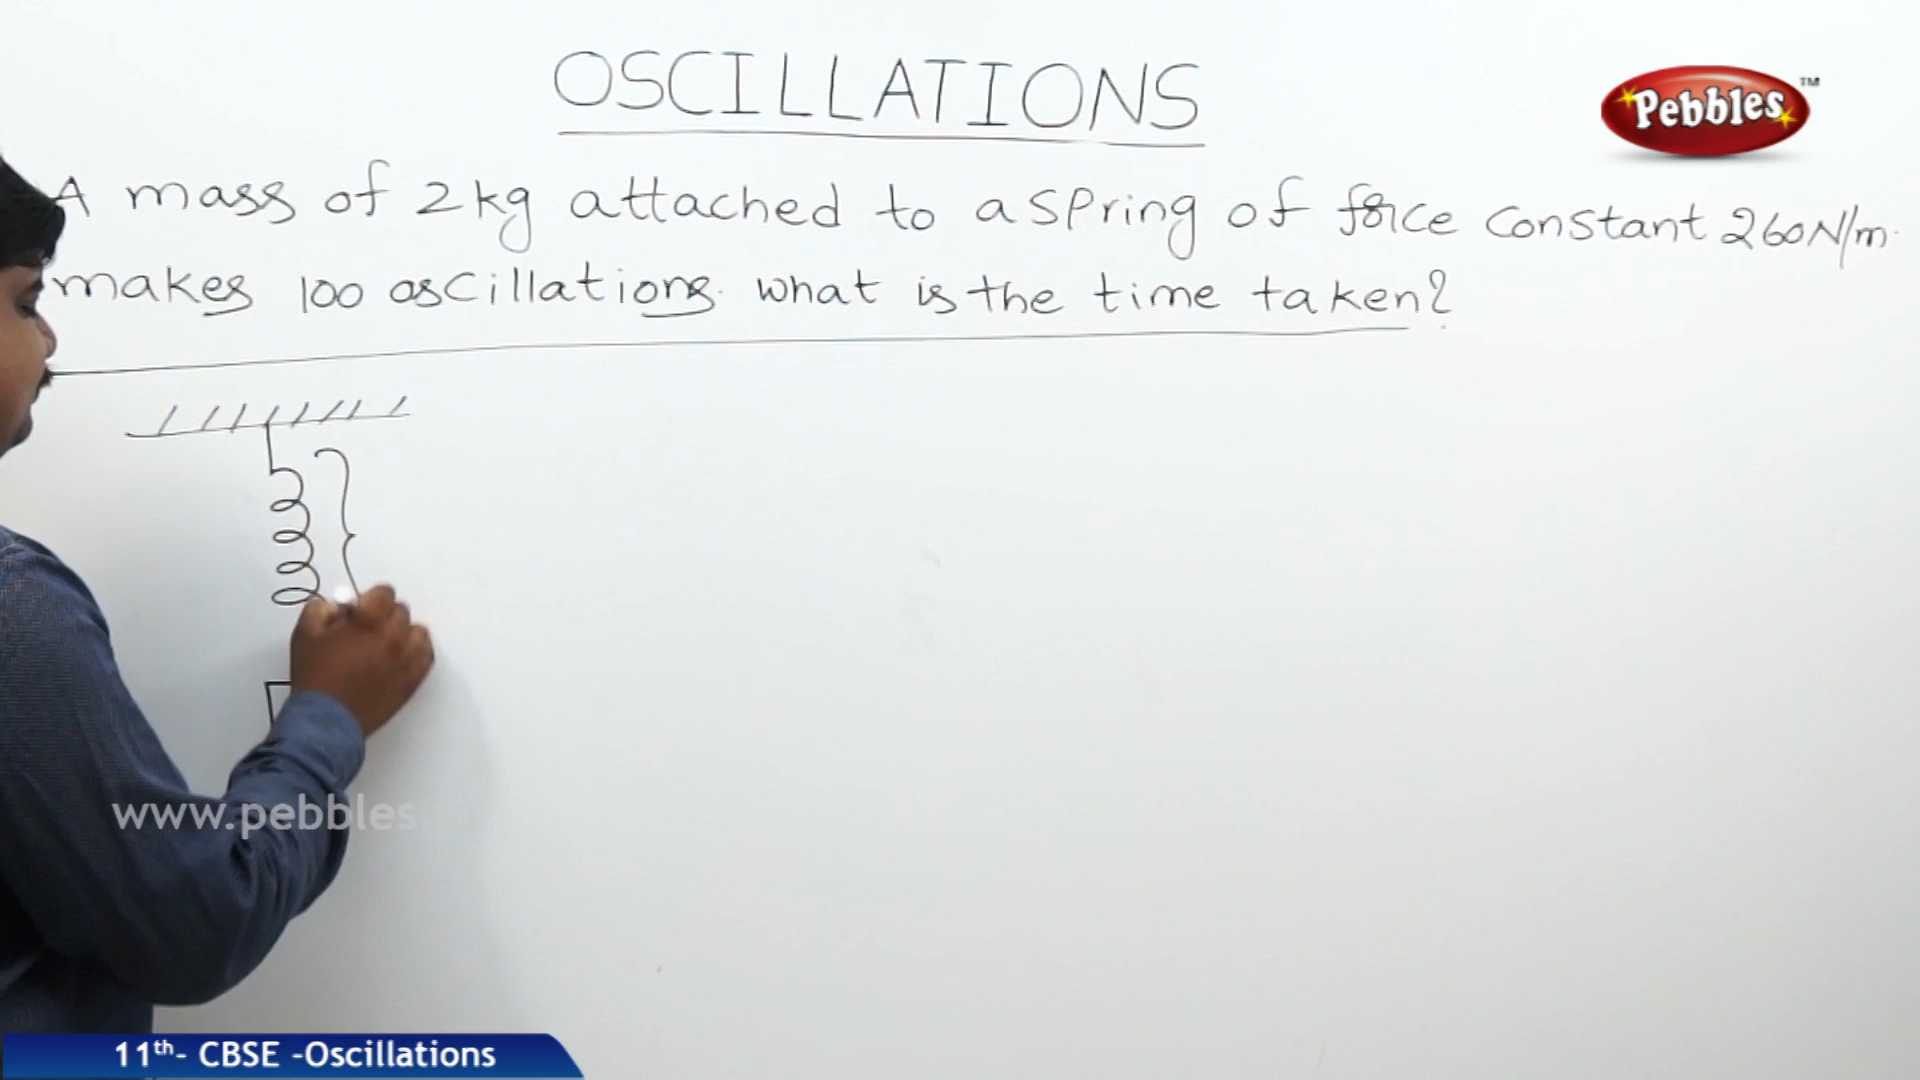 OSCILLATIONS
Pebbles™
A mass of 2kg attached to a spring of force constant 260N/m.
makes 100 oscillations. what is the time taken?
www.pebbles.
11th- CBSE -Oscillations